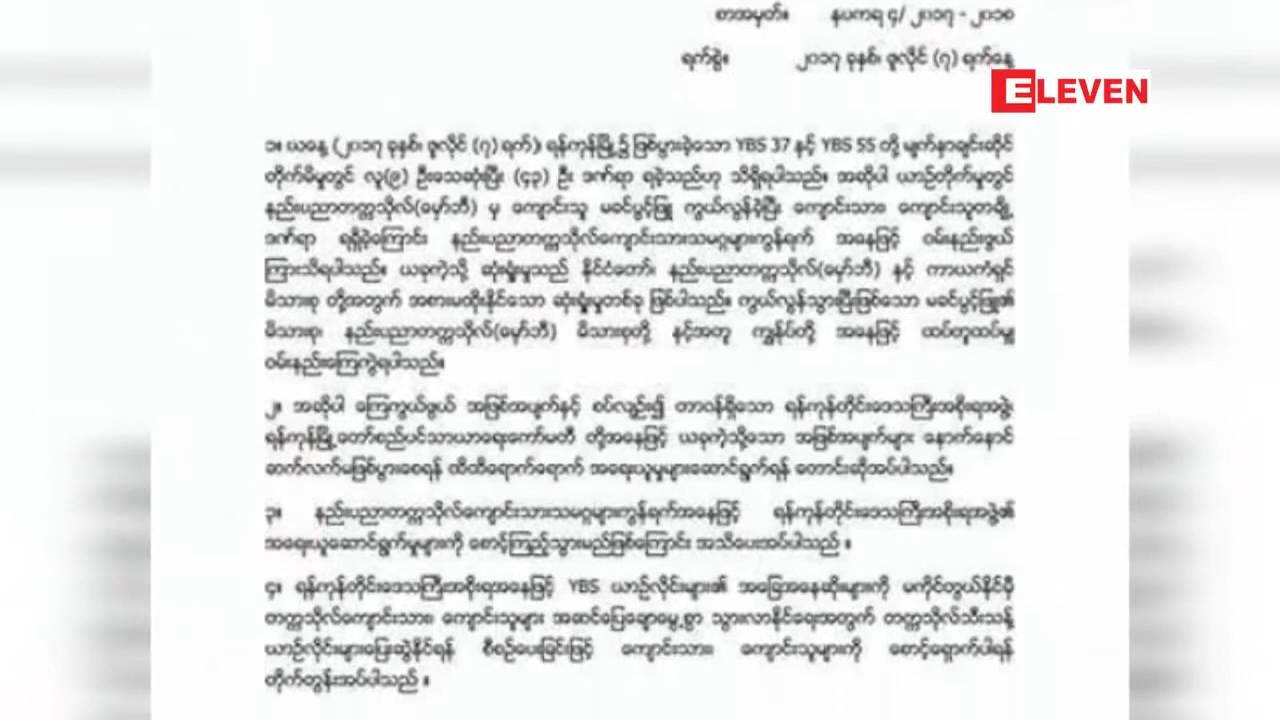 စာအမှတ်။ နပကရ ၄/ ၂၀၁၇ - ၂၀၁၈
ရက်စွဲ။ ၂၀၁၇ ခုနှစ်၊ ဇူလိုင် (၇) ရက်နေ့
ELEVEN
၁။ ယနေ့ (၂၀၁၇ ခုနှစ်၊ ဇူလိုင် (၇) ရက်)၊ ရန်ကုန်မြို့၌ ဖြစ်ပွားခဲ့သော YBS 37 နှင့် YBS 55 တို့ မျက်နှာချင်းဆိုင်
တိုက်မိမှုတွင် လူ(၉) ဦးသေဆုံးပြီး (၄၃) ဦး ဒဏ်ရာ ရခဲ့သည်ဟု သိရှိရပါသည်။ အဆိုပါ ယာဉ်တိုက်မှုတွင်
နည်းပညာတက္ကသိုလ်(မှော်ဘီ) မှ ကျောင်းသူ မခင်ပွင့်ဖြူ ကွယ်လွန်ခဲ့ပြီး ကျောင်းသား၊ ကျောင်းသူတချို့
ဒဏ်ရာ ရရှိခဲ့ကြောင်း နည်းပညာတက္ကသိုလ်ကျောင်းသားသမဂ္ဂများကွန်ရက် အနေဖြင့် ဝမ်းနည်းဖွယ်
ကြားသိရပါသည်။ ယခုကဲ့သို့ ဆုံးရှုံးမှုသည် နိုင်ငံတော်၊ နည်းပညာတက္ကသိုလ်(မှော်ဘီ) နှင့် ကာယကံရှင်
မိသားစု တို့အတွက် အစားမထိုးနိုင်သော ဆုံးရှုံးမှုတစ်ခု ဖြစ်ပါသည်။ ကွယ်လွန်သွားပြီးဖြစ်သော မခင်ပွင့်ဖြူ၏
မိသားစု၊ နည်းပညာတက္ကသိုလ်(မှော်ဘီ) မိသားစုတို့ နှင့်အတူ ကျွန်ုပ်တို့ အနေဖြင့် ထပ်တူထပ်မျှ
ဝမ်းနည်းကြေကွဲရပါသည်။
၂။ အဆိုပါ ကြေကွယ်ဖွယ် အဖြစ်အပျက်နှင့် စပ်လျဉ်း၍ တာဝန်ရှိသော ရန်ကုန်တိုင်းဒေသကြီးအစိုးရအဖွဲ့၊
ရန်ကုန်မြို့တော်စည်ပင်သာယာရေးကော်မတီ တို့အနေဖြင့် ယခုကဲ့သို့သော အဖြစ်အပျက်များ နောက်နောင်
ဆက်လက်မဖြစ်ပွားစေရန် ထိထိရောက်ရောက် အရေးယူမှုများဆောင်ရွက်ရန် တောင်းဆိုအပ်ပါသည်။
၃။ နည်းပညာတက္ကသိုလ်ကျောင်းသားသမဂ္ဂများကွန်ရက်အနေဖြင့် ရန်ကုန်တိုင်းဒေသကြီးအစိုးရအဖွဲ့၏
အရေးယူဆောင်ရွက်မှုများကို စောင့်ကြည့်သွားမည်ဖြစ်ကြောင်း အသိပေးအပ်ပါသည် ။
၄။ ရန်ကုန်တိုင်းဒေသကြီးအစိုးရအနေဖြင့် YBS ယာဉ်လိုင်းများ၏ အခြေအနေဆိုးများကို မကိုင်တွယ်နိုင်မီ
တက္ကသိုလ်ကျောင်းသား၊ ကျောင်းသူများ အဆင်ပြေချောမွေ့စွာ သွားလာနိုင်ရေးအတွက် တက္ကသိုလ်သီးသန့်
ယာဉ်လိုင်းများပြေးဆွဲနိုင်ရန် စီစဉ်ပေးခြင်းဖြင့် ကျောင်းသား၊ ကျောင်းသူများကို စောင့်ရှောက်ပါရန်
တိုက်တွန်းအပ်ပါသည် ။